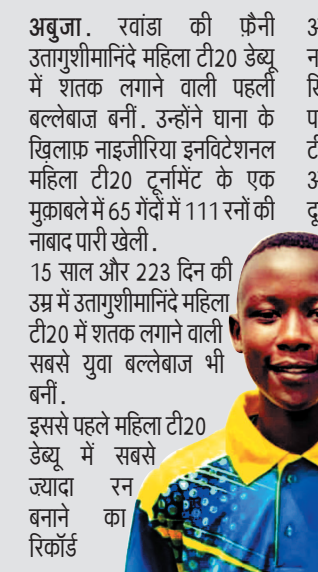 अबुजा. रवांडा की फ़ैनी
उतागुशीमानिंदे महिला टी20 डेब्यू
में शतक लगाने वाली पहली
बल्लेबाज़ बनीं. उन्होंने घाना के
ख़िलाफ़ नाइजीरिया इनविटेशनल
महिला टी20 टूर्नामेंट के एक
मुक़ाबले में 65 गेंदों में 111 रनों की
नाबाद पारी खेली.
15 साल और 223 दिन की
उम्र में उतागुशीमानिंदे महिला
टी20 में शतक लगाने वाली
सबसे युवा बल्लेबाज भी
बनीं.
इससे पहले महिला टी20
डेब्यू में सबसे
ज्यादा रन
बनाने का
रिकॉर्ड